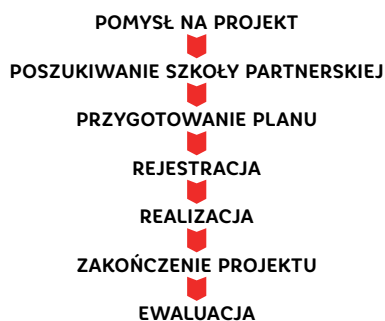 POMYSŁ NA PROJEKT
POSZUKIWANIE SZKOŁY PARTNERSKIEJ
PRZYGOTOWANIE PLANU
REJESTRACJA
REALIZACJA
ZAKOŃCZENIE PROJEKTU
EWALUACJA